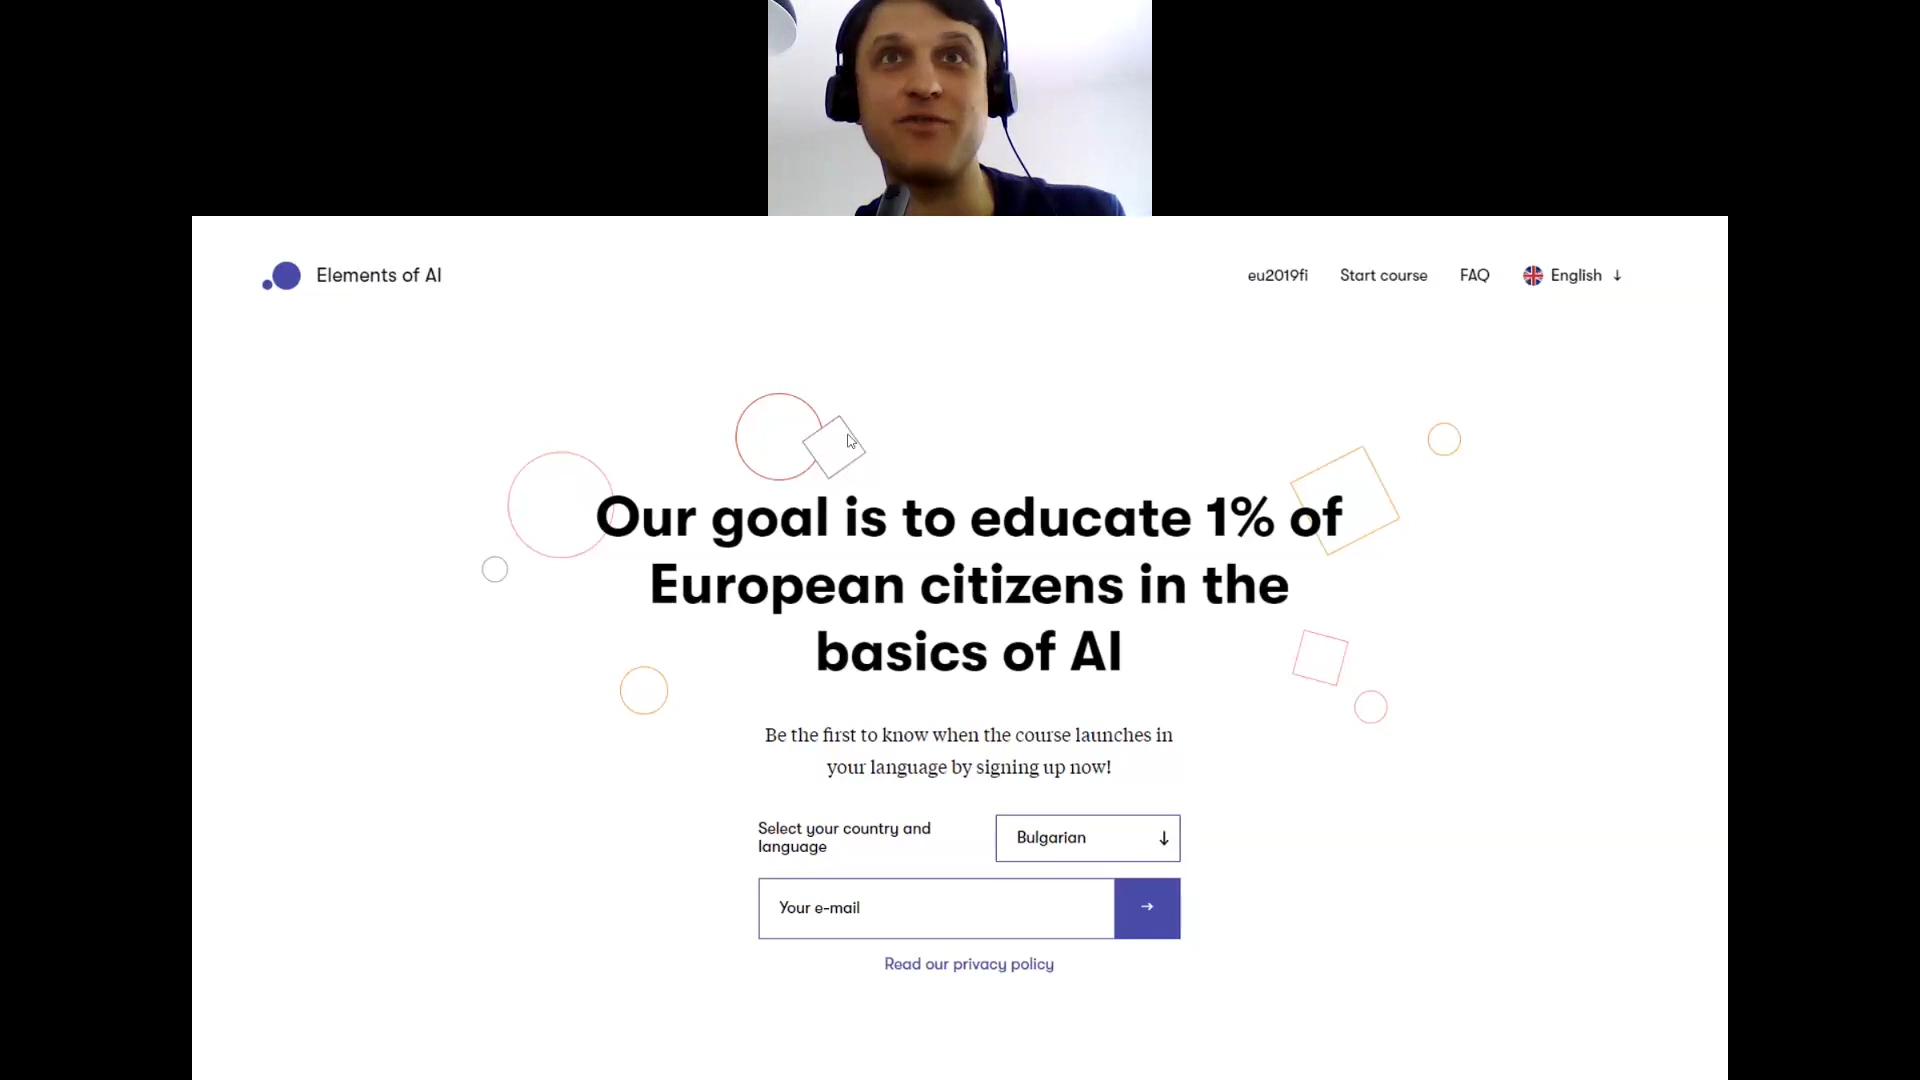 Elements of AI
eu2019fi
Start course
FAQ
English ↓
Our goal is to educate 1% of
European citizens in the
basics of AI
Be the first to know when the course launches in
your language by signing up now!
Select your country and
language
Bulgarian ↓
Your e-mail
→
Read our privacy policy